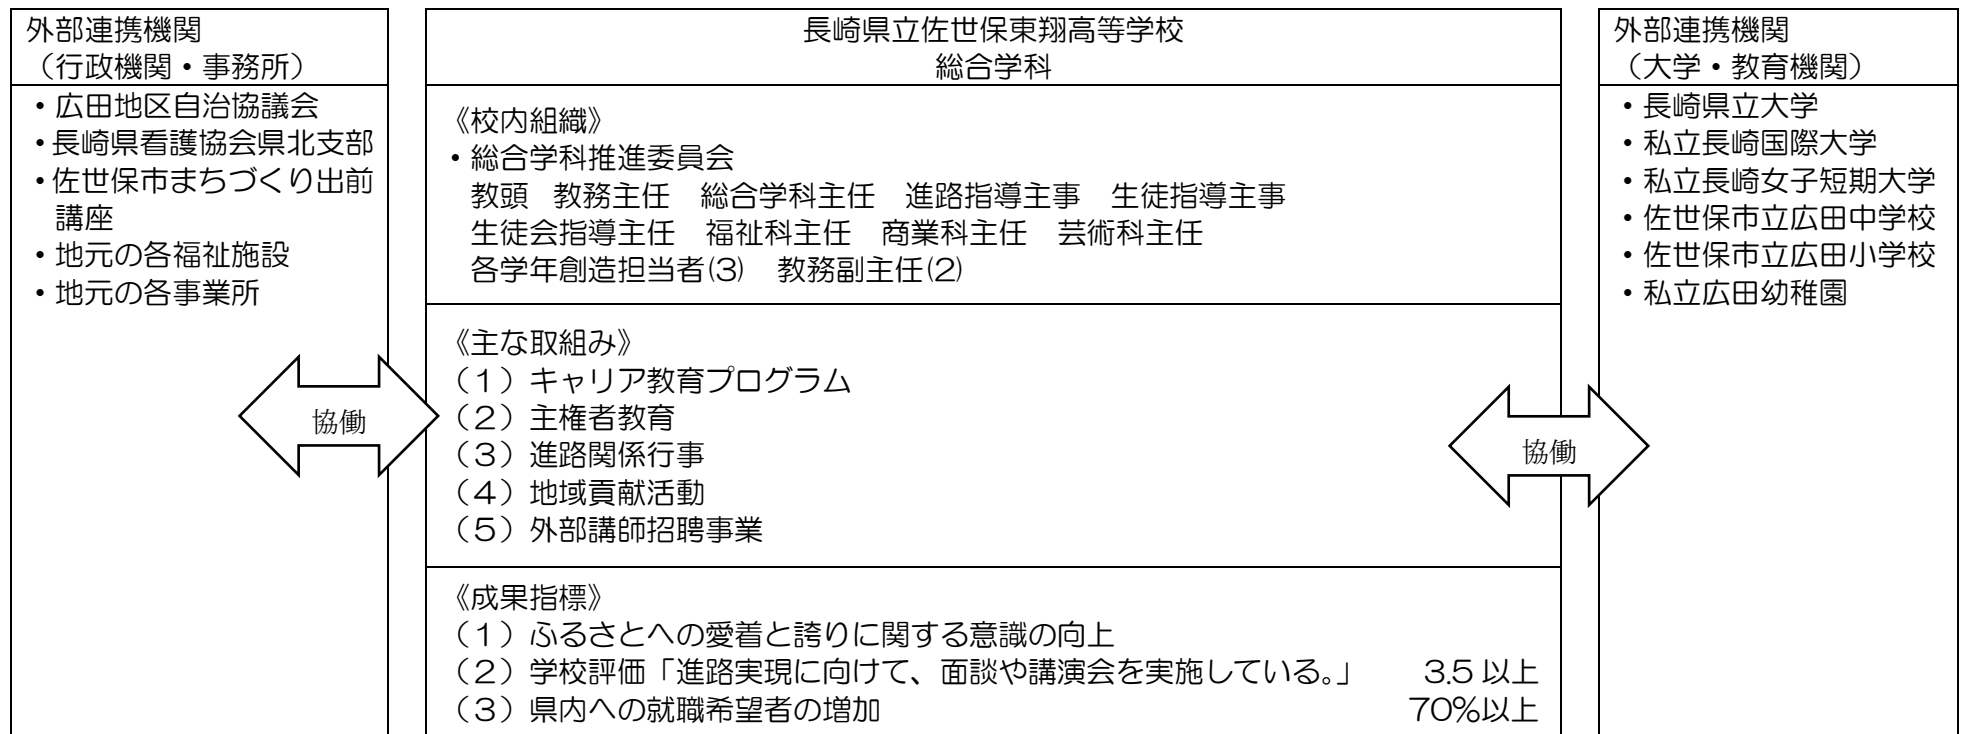 外部連携機関
（行政機関・事務所）
・広田地区自治協議会
・長崎県看護協会県北支部
・佐世保市まちづくり出前
講座
・地元の各福祉施設
・地元の各事業所
協働
長崎県立佐世保東翔高等学校
総合学科
《校内組織》
・総合学科推進委員会
教頭　教務主任　総合学科主任　進路指導主事　生徒指導主事
生徒会指導主任　福祉科主任　商業科主任　芸術科主任
各学年創造担当者(3)　教務副主任(2)
《主な取組み》
（１）キャリア教育プログラム
（２）主権者教育
（３）進路関係行事
（４）地域貢献活動
（５）外部講師招聘事業
《成果指標》
（１）ふるさとへの愛着と誇りに関する意識の向上
（２）学校評価「進路実現に向けて、面談や講演会を実施している。」　3.5 以上
（３）県内への就職希望者の増加　70%以上
協働
外部連携機関
（大学・教育機関）
・長崎県立大学
・私立長崎国際大学
・私立長崎女子短期大学
・佐世保市立広田中学校
・佐世保市立広田小学校
・私立広田幼稚園